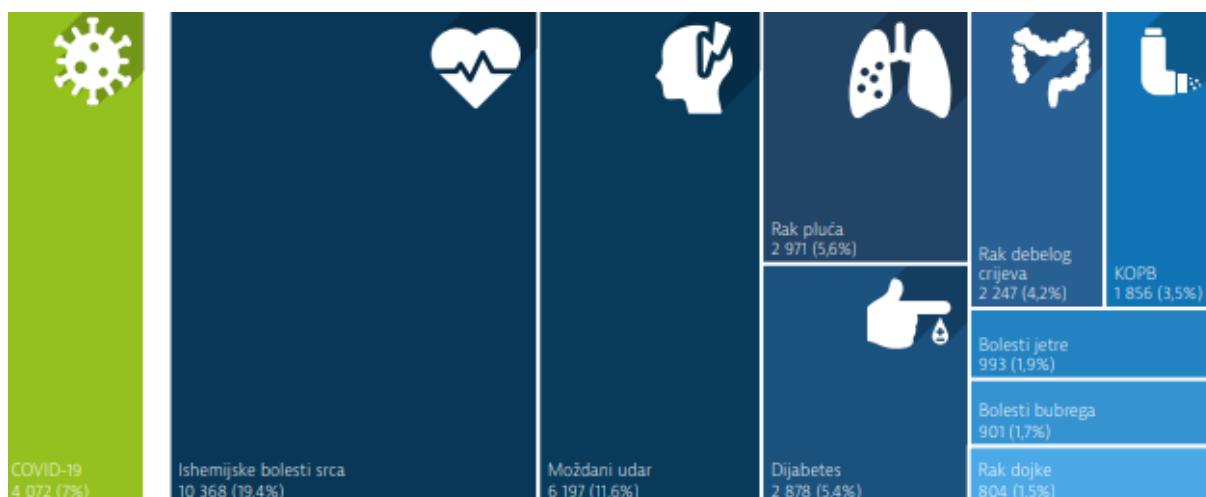 COVID-19
4 072 (7%)
Ishemijske bolesti srca
10 368 (19,4%)
Moždani udar
6 197 (11,6%)
Rak pluća
2 971 (5,6%)
Dijabetes
2 878 (5,4%)
Rak debelog
crijeva
2 247 (4,2%)
KOPB
1 856 (3,5%)
Bolesti jetre
993 (1,9%)
Bolesti bubrega
901 (1,7%)
Rak dojke
804 (1,5%)